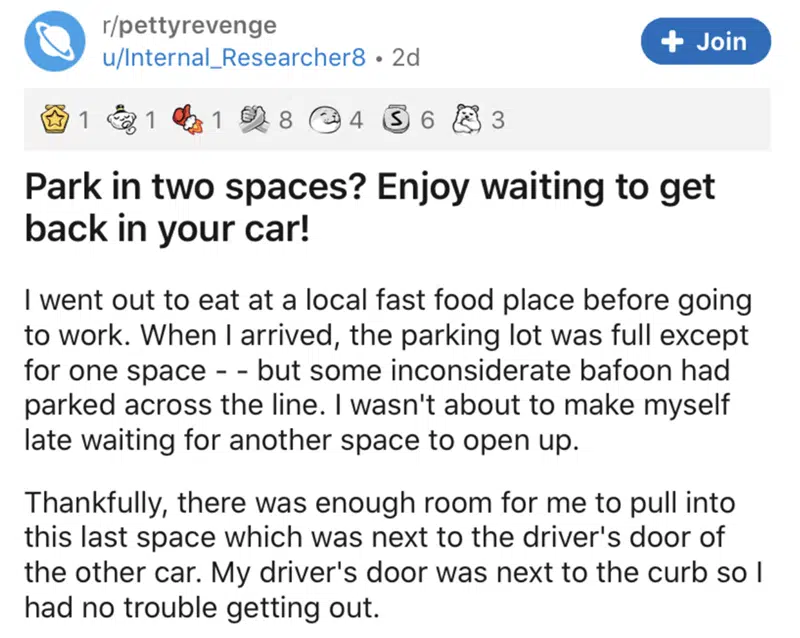 r/pettyrevenge
u/Internal_Researcher8 • 2d
+ Join
1 1 1 8 4 S 6 3
Park in two spaces? Enjoy waiting to get
back in your car!
I went out to eat at a local fast food place before going
to work. When I arrived, the parking lot was full except
for one space - - but some inconsiderate bafoon had
parked across the line. I wasn't about to make myself
late waiting for another space to open up.
Thankfully, there was enough room for me to pull into
this last space which was next to the driver's door of
the other car. My driver's door was next to the curb so I
had no trouble getting out.